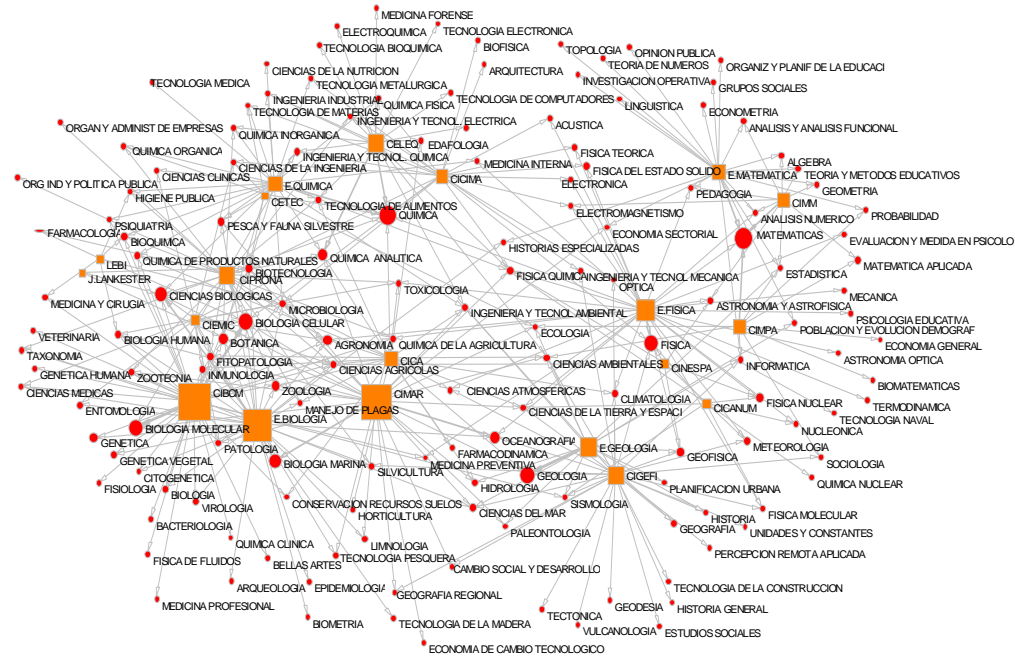 MEDICINA FORENSE
ELECTROQUIMICA
TECNOLOGIA ELECTRONICA
TECNOLOGIA BIOQUIMICA
BIOFISICA
TOPOLOGIA
OPINION PUBLICA
TEORIA DE NUMEROS
ORGANIZ Y PLANIF DE LA EDUCACI
CIENCIAS DE LA NUTRICION
ARQUITECTURA
TECNOLOGIA MEDICA
TECNOLOGIA METALURGICA
INVESTIGACION OPERATIVA
GRUPOS SOCIALES
INGENIERIA INDUSTRIAL
QUIMICA FISICA
TECNOLOGIA DE COMPUTADORES
LINGUISTICA
TECNOLOGIA DE MATERIAS
ECONOMETRIA
ORGAN Y ADMINIST DE EMPRESAS
INGENIERIA Y TECNOL. ELECTRICA
ACUSTICA
ANALISIS Y ANALISIS FUNCIONAL
QUIMICA INORGANICA
CELEQ
EDAFOLOGIA
QUIMICA ORGANICA
INGENIERIA Y TECNOL. QUIMICA
FISICA TEORICA
MEDICINA INTERNA
ALGEBRA
CIENCIAS CLINICAS
CIENCIAS DE LA INGENIERIA
FISICA DEL ESTADO SOLIDO
E.MATEMATICA
TEORIA Y METODOS EDUCATIVOS
ORG IND Y POLITICA PUBLICA
E.QUIMICA
CICIMA
ELECTRONICA
PEDAGOGIA
GEOMETRIA
HIGIENE PUBLICA
CETEC
CIMM
TECNOLOGIA DE ALIMENTOS
QUIMICA
ELECTROMAGNETISMO
ANALISIS NUMERICO
PROBABILIDAD
PSIQUIATRIA
PESCA Y FAUNA SILVESTRE
ECONOMIA SECTORIAL
FARMACOLOGIA
BIOQUIMICA
HISTORIAS ESPECIALIZADAS
MATEMATICAS
EVALUACION Y MEDIDA EN PSICOLO
LEBI
QUIMICA DE PRODUCTOS NATURALES
QUIMICA ANALITICA
MATEMATICA APLICADA
J.LANKESTER
CIPRONA
BIOTECNOLOGIA
FISICA QUIMICA
INGENIERIA Y TECNOL MECANICA
ESTADISTICA
OPTICA
TOXICOLOGIA
MECANICA
MEDICINA Y CIRUGIA
CIENCIAS BIOLOGICAS
MICROBIOLOGIA
INGENIERIA Y TECNOL AMBIENTAL
E.FISICA
ASTRONOMIA Y ASTROFISICA
PSICOLOGIA EDUCATIVA
CIEMIC
BIOLOGIA CELULAR
ECOLOGIA
CIMPA
POBLACION Y EVOLUCION DEMOGRAF
VETERINARIA
BIOLOGIA HUMANA
BOTANICA
AGRONOMIA
QUIMICA DE LA AGRICULTURA
FISICA
ECONOMIA GENERAL
TAXONOMIA
FITOPATOLOGIA
CICA
CIENCIAS AMBIENTALES
CINESPA
INFORMATICA
ASTRONOMIA OPTICA
GENETICA HUMANA
ZOOTECNIA
INMUNOLOGIA
CIENCIAS AGRICOLAS
CIENCIAS MEDICAS
CIBCM
ZOOLOGIA
CIMAR
CIENCIAS ATMOSFERICAS
CLIMATOLOGIA
BIOMATEMATICAS
ENTOMOLOGIA
MANEJO DE PLAGAS
CIENCIAS DE LA TIERRA Y ESPACI
CICANUM
FISICA NUCLEAR
TERMODINAMICA
BIOLOGIA MOLECULAR
E.BIOLOGIA
NUCLEONICA
TECNOLOGIA NAVAL
GENETICA
PATOLOGIA
OCEANOGRAFIA
E.GEOLOGIA
METEOROLOGIA
GENETICA VEGETAL
BIOLOGIA MARINA
FARMACODINAMICA
GEOFISICA
SOCIOLOGIA
CITOGENETICA
SILVICULTURA
MEDICINA PREVENTIVA
GEOLOGIA
CIGEFI
QUIMICA NUCLEAR
FISIOLOGIA
BIOLOGIA
HIDROLOGIA
PLANIFICACION URBANA
VIROLOGIA
CONSERVACION RECURSOS SUELOS
SISMOLOGIA
HORTICULTURA
CIENCIAS DEL MAR
FISICA MOLECULAR
BACTERIOLOGIA
HISTORIA
GEOGRAFIA
UNIDADES Y CONSTANTES
QUIMICA CLINICA
LIMNOLOGIA
PALEONTOLOGIA
FISICA DE FLUIDOS
BELLAS ARTES
TECNOLOGIA PESQUERA
PERCEPCION REMOTA APLICADA
CAMBIO SOCIAL Y DESARROLLO
ARQUEOLOGIA
EPIDEMIOLOGIA
GEOGRAFIA REGIONAL
TECNOLOGIA DE LA CONSTRUCCION
MEDICINA PROFESIONAL
GEODESIA
HISTORIA GENERAL
BIOMETRIA
TECNOLOGIA DE LA MADERA
TECTONICA
VULCANOLOGIA
ESTUDIOS SOCIALES
ECONOMIA DE CAMBIO TECNOLOGICO